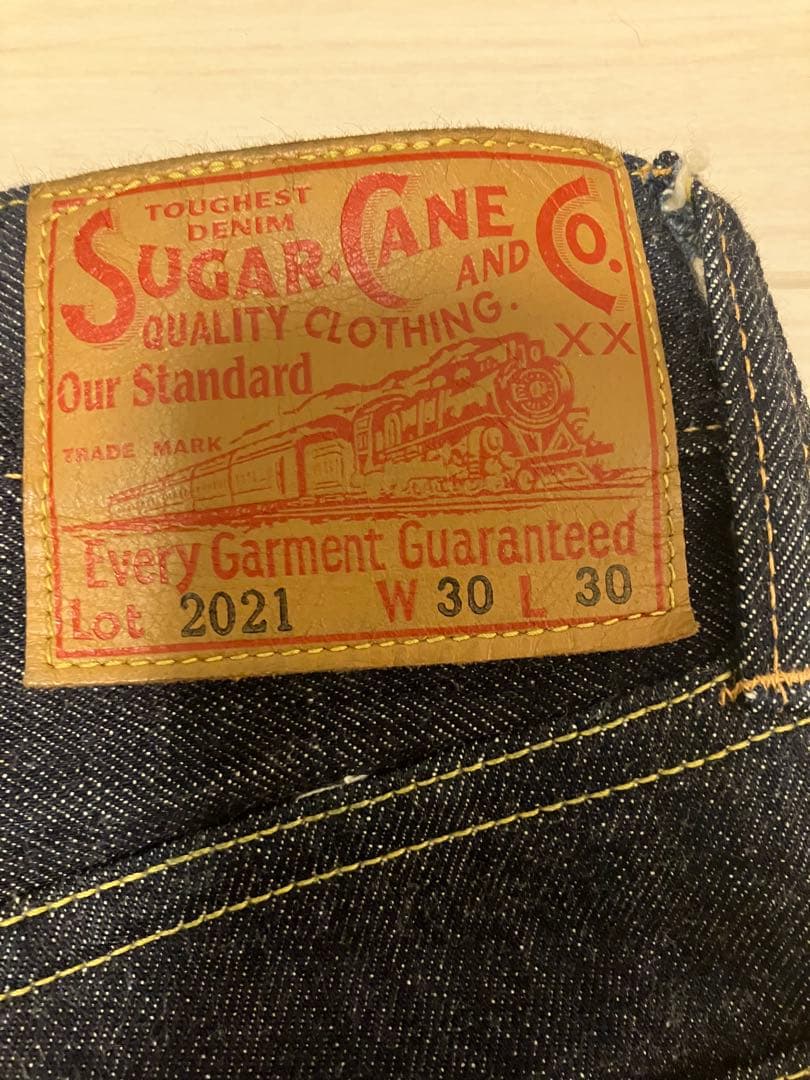 TOUGHEST
DENIM
SUGAR CANE AND CO.
QUALITY CLOTHING.
XX
Our Standard
TRADE MARK
Every Garment Guaranteed
Lot 2021 W 30 L 30